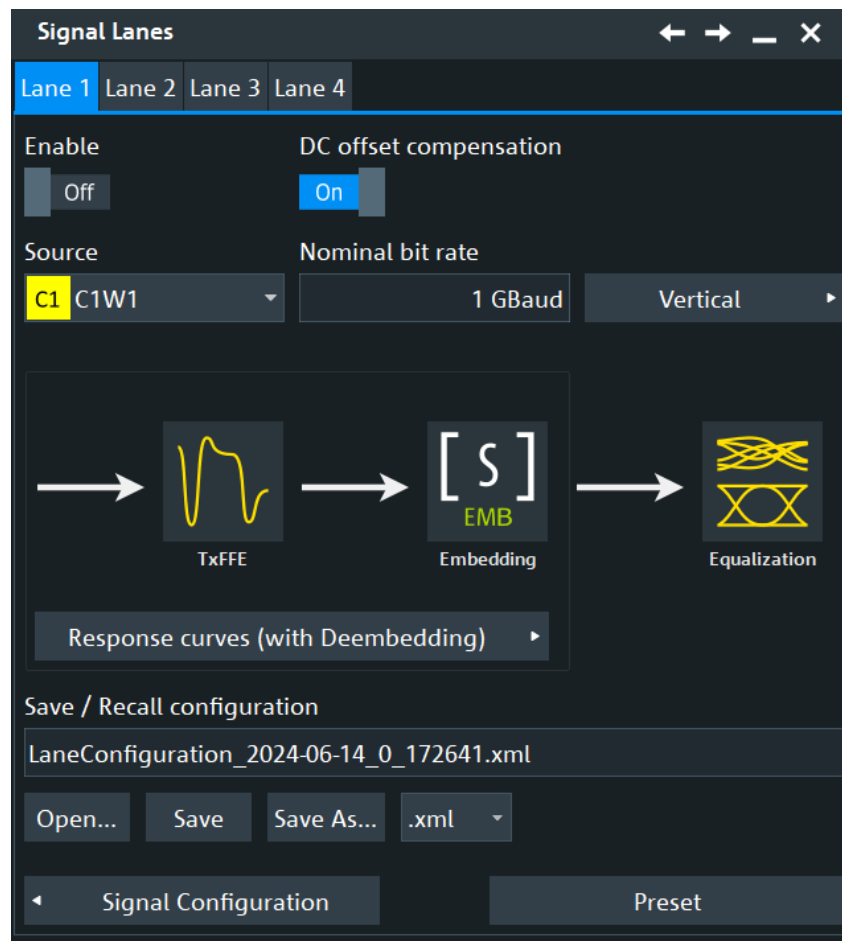 Signal Lanes
Lane 1 Lane 2 Lane 3 Lane 4
Enable DC offset compensation
Off On
Source Nominal bit rate
C1 C1W1 1 GBaud Vertical
[ S ]
EMB
TxFFE Embedding Equalization
Response curves (with Deembedding)
Save / Recall configuration
LaneConfiguration_2024-06-14_0_172641.xml
Open... Save Save As... .xml
Signal Configuration Preset